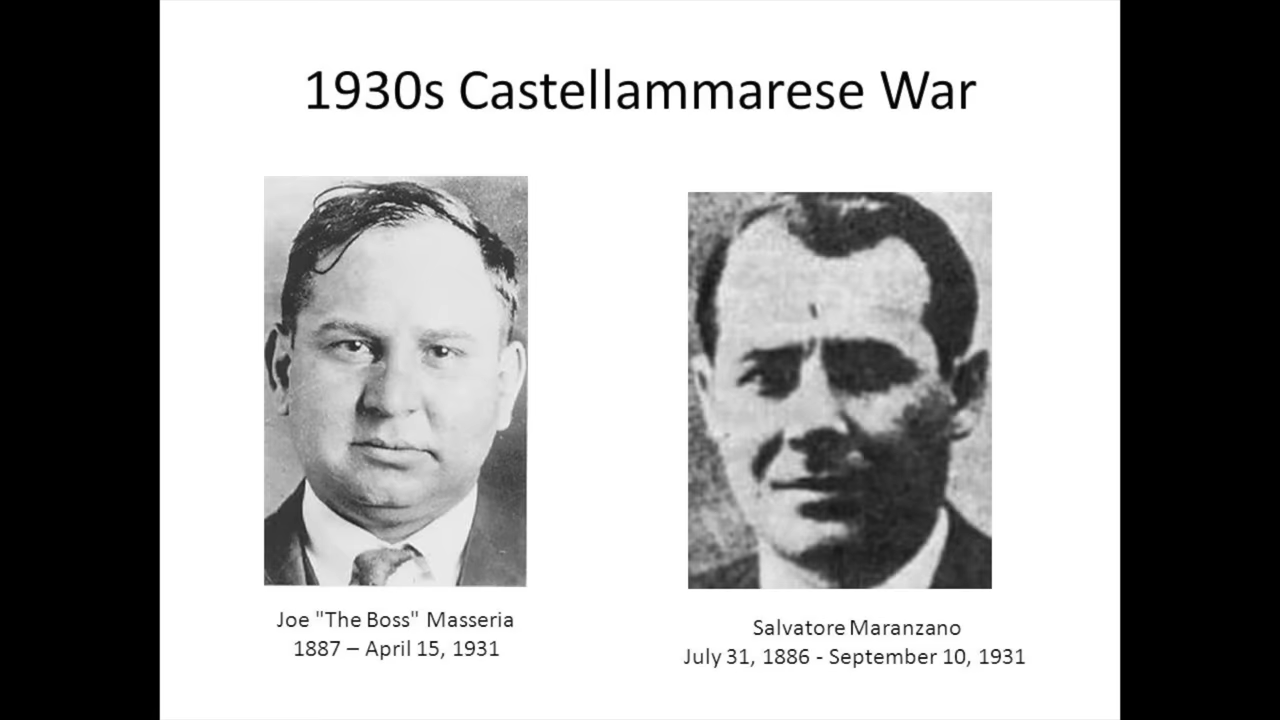 1930s Castellammarese War
Joe "The Boss" Masseria
1887 – April 15, 1931
Salvatore Maranzano
July 31, 1886 - September 10, 1931